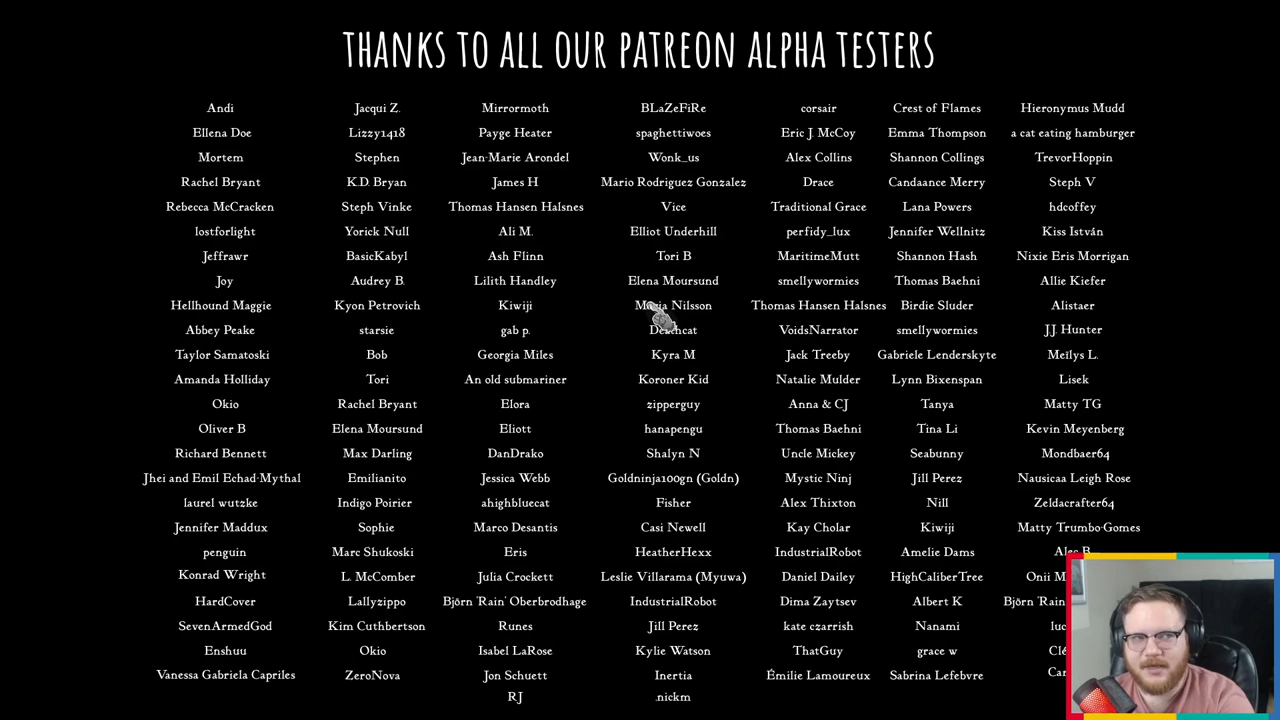 THANKS TO ALL OUR PATREON ALPHA TESTERS
Andi Jacqui Z. Mirrormoth BLaZeFiRe corsair Crest of Flames Hieronymus Mudd
Ellena Doe Lizzy1418 Payge Heater spaghettiwoes Eric J. McCoy Emma Thompson a cat eating hamburger
Mortem Stephen Jean-Marie Arondel Wonk_us Alex Collins Shannon Collings TrevorHoppin
Rachel Bryant K.D. Bryan James H Mario Rodriguez Gonzalez Drace Candaance Merry Steph V
Rebecca McCracken Steph Vinke Thomas Hansen Halsnes Vice Traditional Grace Lana Powers hdcoffey
lostforlight Yorick Null Ali M. Elliot Underhill perfidy_lux Jennifer Wellnitz Kiss István
Jeffrawr BasicKabyl Ash Flinn Tori B MaritimeMutt Shannon Hash Nixie Eris Morrigan
Joy Audrey B. Lilith Handley Elena Moursund smellywormies Thomas Baehni Allie Kiefer
Hellhound Maggie Kyon Petrovich Kiwiji Nilsson Thomas Hansen Halsnes Birdie Sluder Alistaer
Abbey Peake starsie gab p. VoidsNarrator smellywormies J.J. Hunter
Taylor Samatoski Bob Georgia Miles Kyra M Jack Treeby Gabriele Lenderskyte Meïlys L.
Amanda Holliday Tori An old submariner Koroner Kid Natalie Mulder Lynn Bixenspan Lisek
Okio Rachel Bryant Elora zipperguy Anna & CJ Tanya Matty TG
Oliver B Elena Moursund Eliott hanapengu Thomas Baehni Tina Li Kevin Meyenberg
Richard Bennett Max Darling DanDrako Shalyn N Uncle Mickey Seabunny Mondbaer64
Jhei and Emil Echad-Mythal Emilianito Jessica Webb Goldninja100gn (Goldn) Mystic Ninj Jill Perez Nausicaa Leigh Rose
laurel wutzke Indigo Poirier ahighbluecat Fisher Alex Thixton Nill Zeldacrafter64
Jennifer Maddux Sophie Marco Desantis Casi Newell Kay Cholar Kiwiji Matty Trumbo-Gomes
penguin Marc Shukoski Eris HeatherHexx IndustrialRobot Amelie Dams
Konrad Wright L. McComber Julia Crockett Leslie Villarama (Myuwa) Daniel Dailey HighCaliberTree Onii
HardCover Lallyzippo Björn 'Rain' Oberbrodhage IndustrialRobot Dima Zaytsev Albert K Björn 'Rain
SevenArmedGod Kim Cuthbertson Runes Jill Perez kate czarrish Nanami
Enshuu Okio Isabel LaRose Kylie Watson ThatGuy grace w
Vanessa Gabriela Capriles ZeroNova Jon Schuett Inertia Émilie Lamoureux Sabrina Lefebvre
RJ .nickm